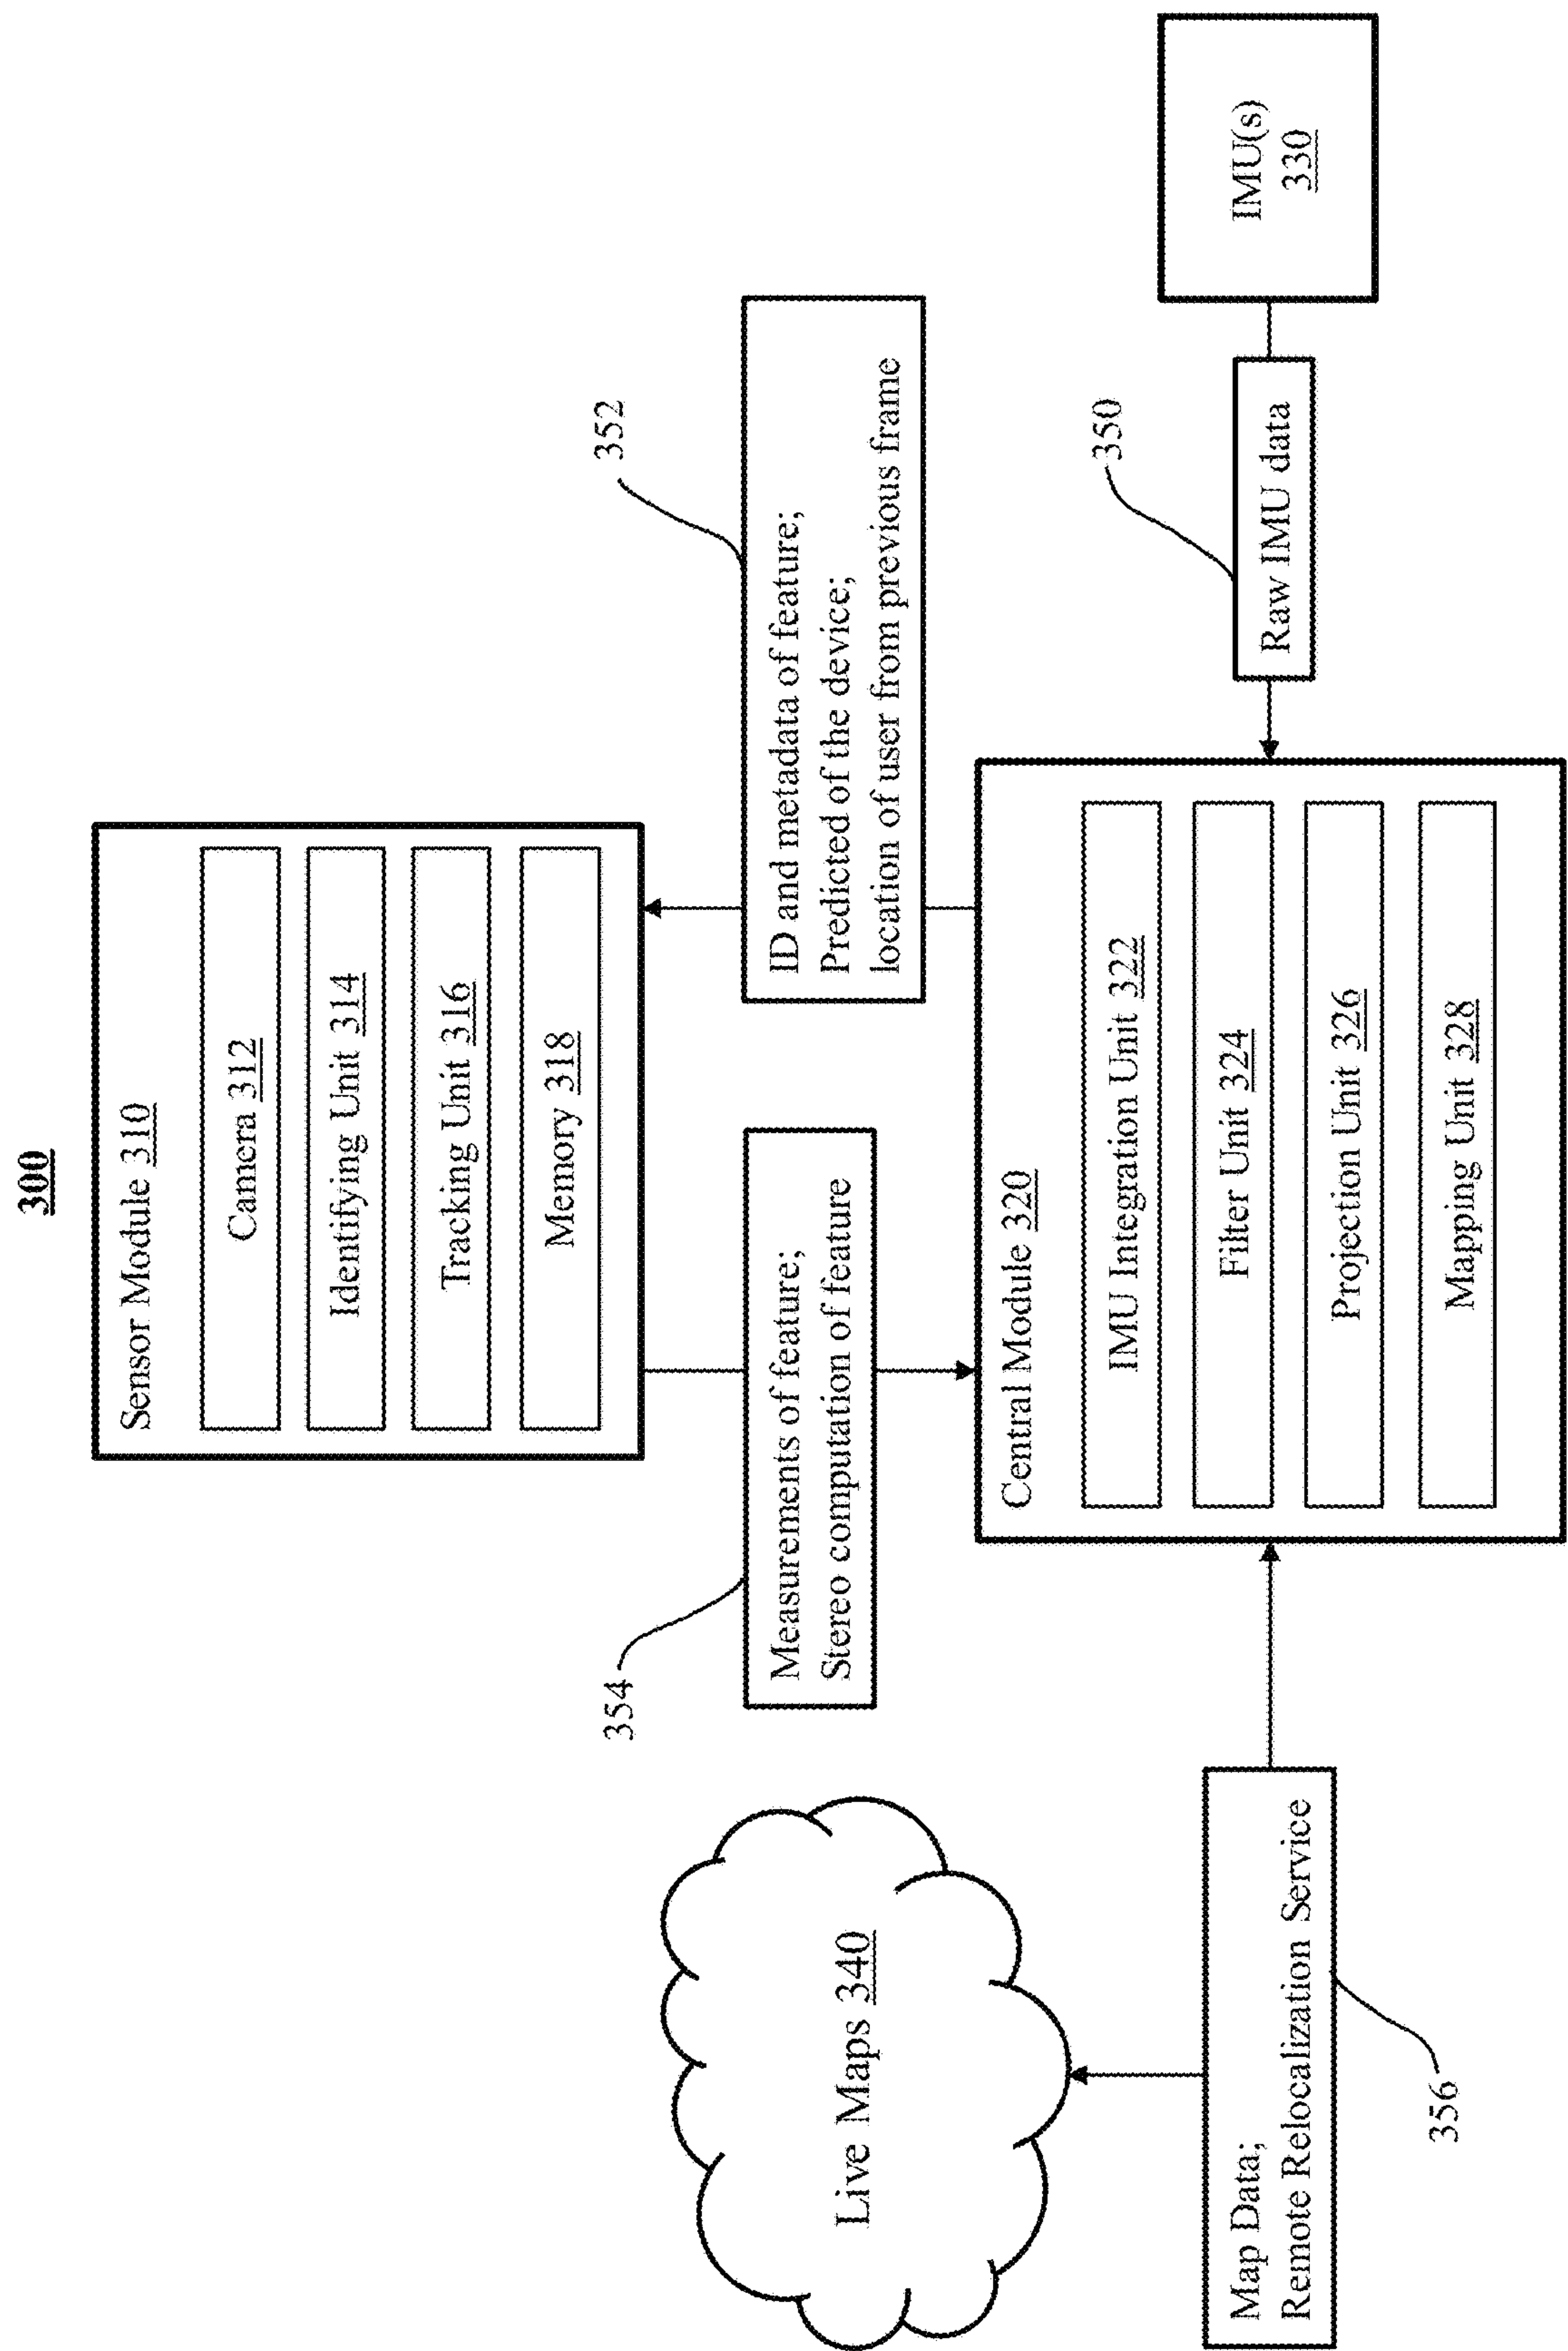 300
Sensor Module 310
Camera 312
Identifying Unit 314
Tracking Unit 316
Memory 318
354
Measurements of feature;
Stereo computation of feature
352
ID and metadata of feature;
Predicted of the device;
location of user from previous frame
Live Maps 340
Central Module 320
IMU Integration Unit 322
Filter Unit 324
Projection Unit 326
Mapping Unit 328
350
Raw IMU data
IMU(s)
330
Map Data;
Remote Relocalization Service
356